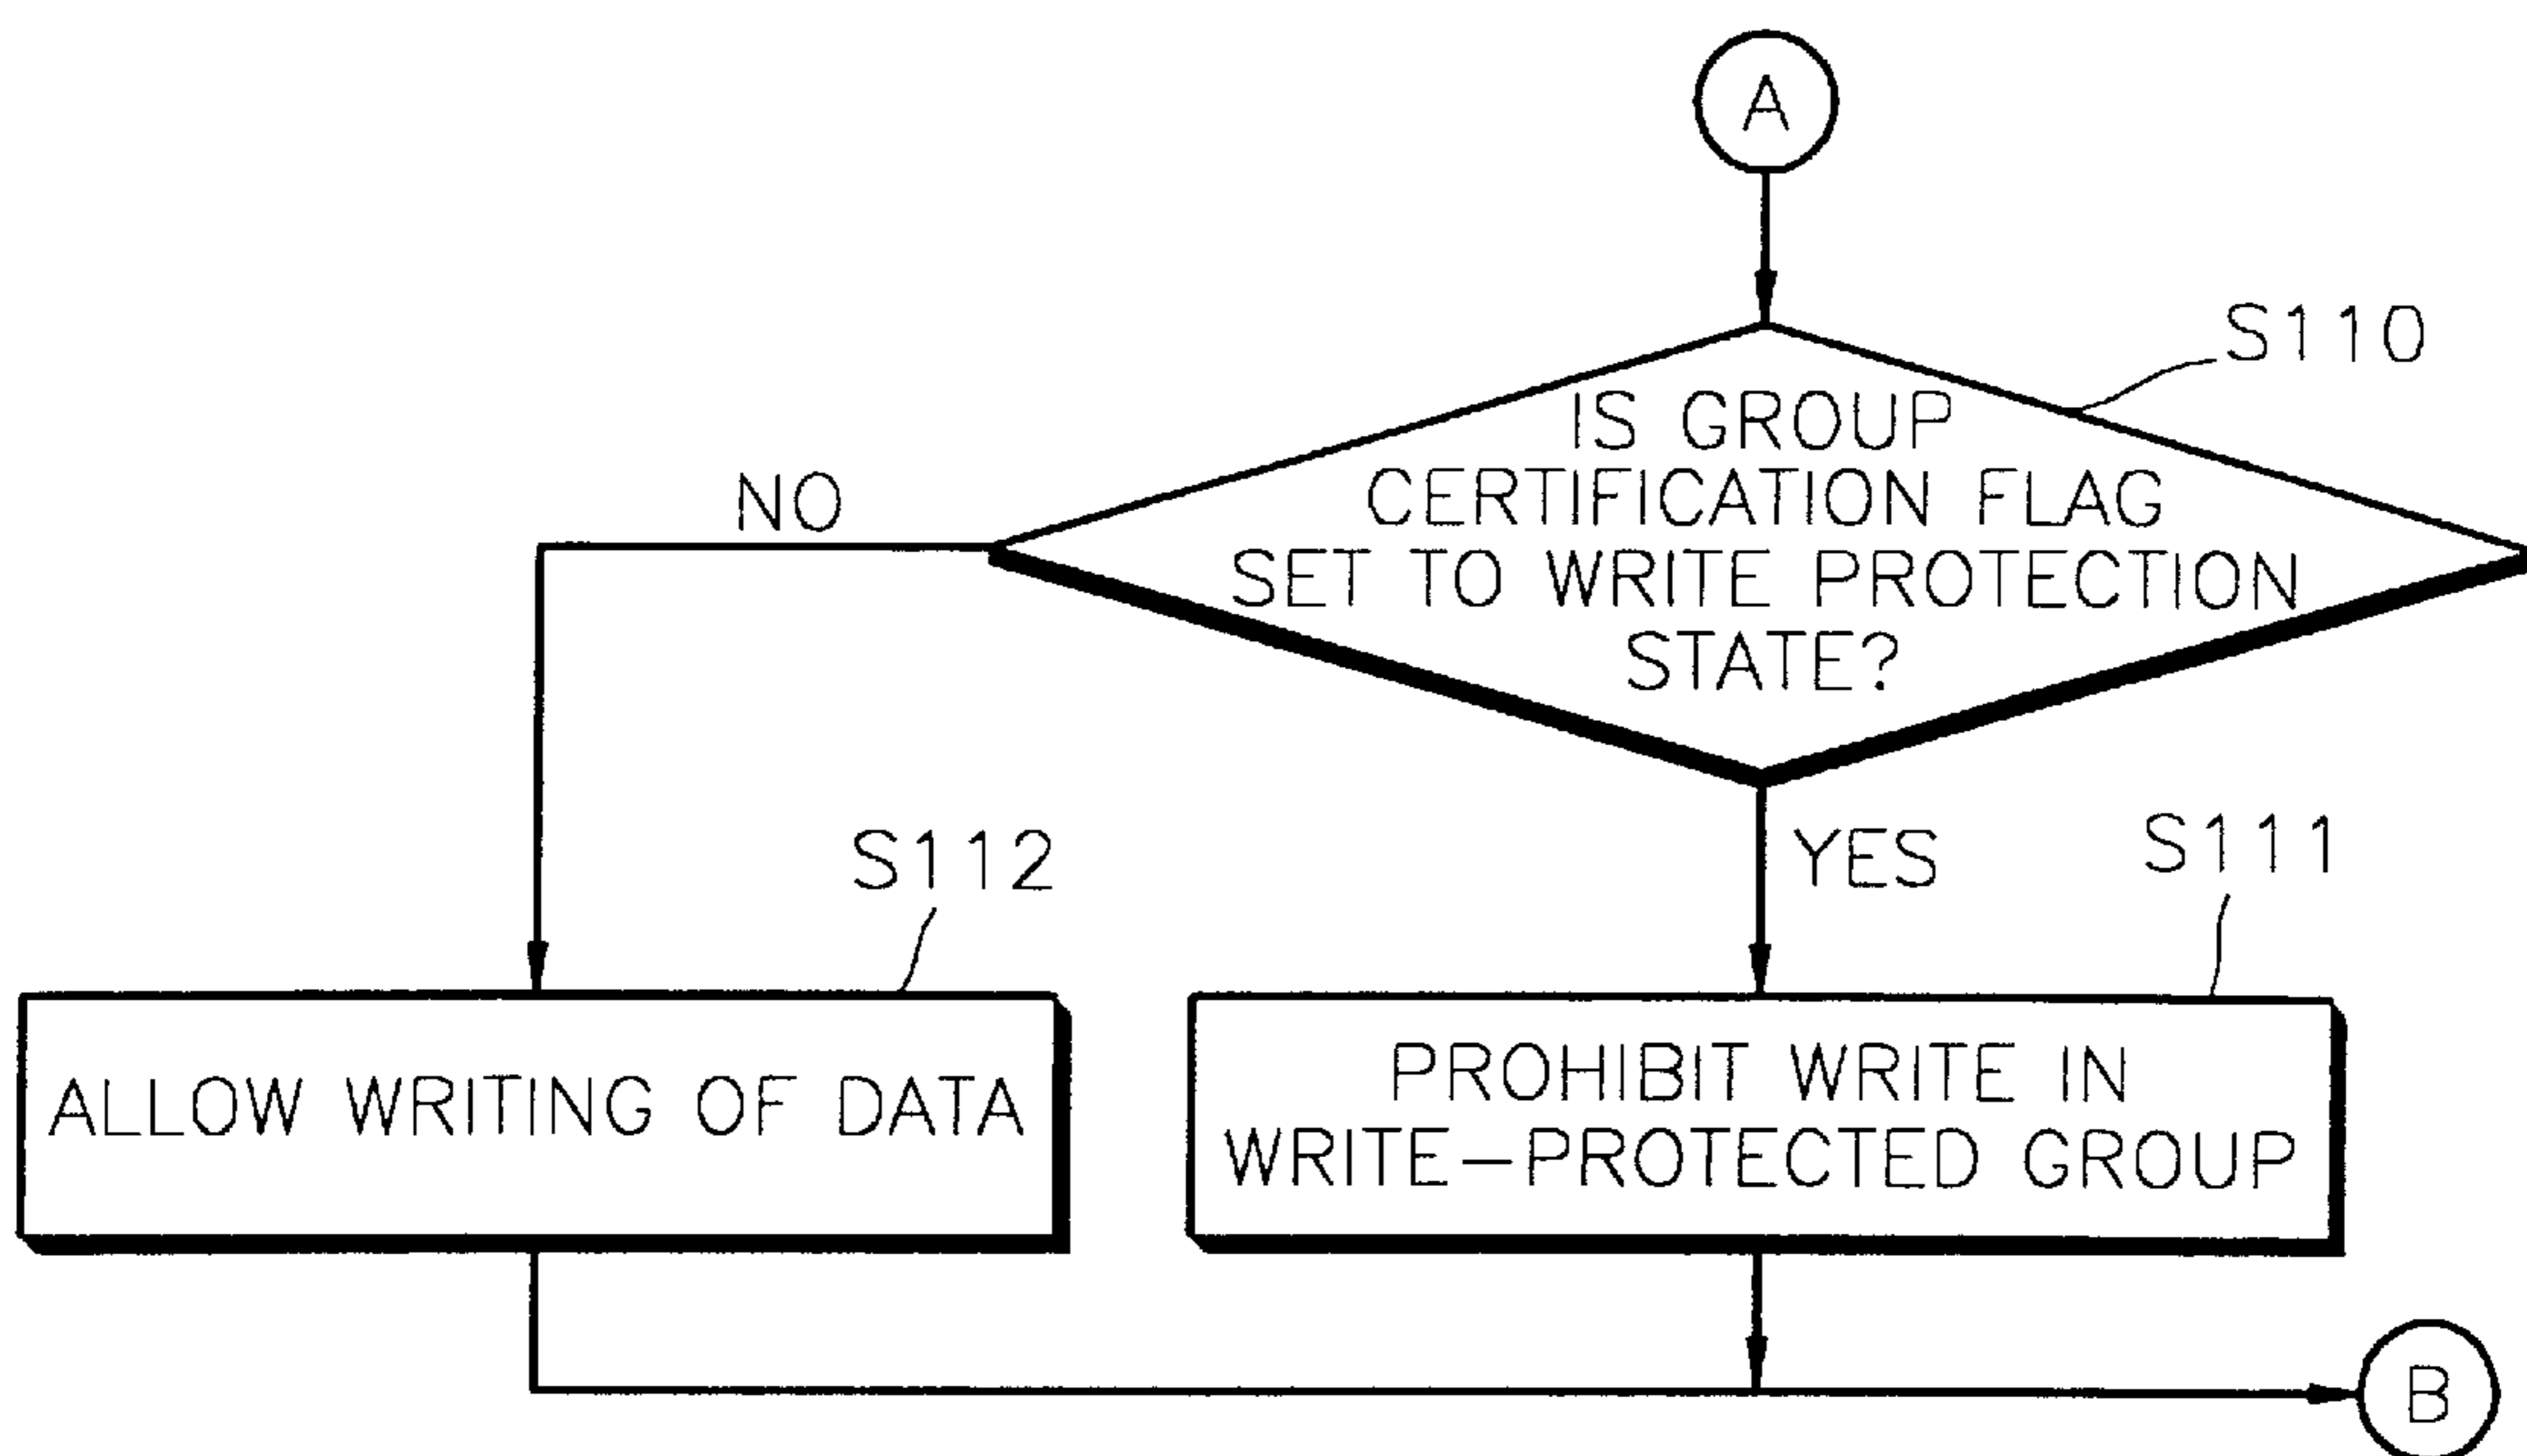 A
S110
IS GROUP
CERTIFICATION FLAG
SET TO WRITE PROTECTION
STATE?
NO
YES
S112
S111
ALLOW WRITING OF DATA
PROHIBIT WRITE IN
WRITE-PROTECTED GROUP
B